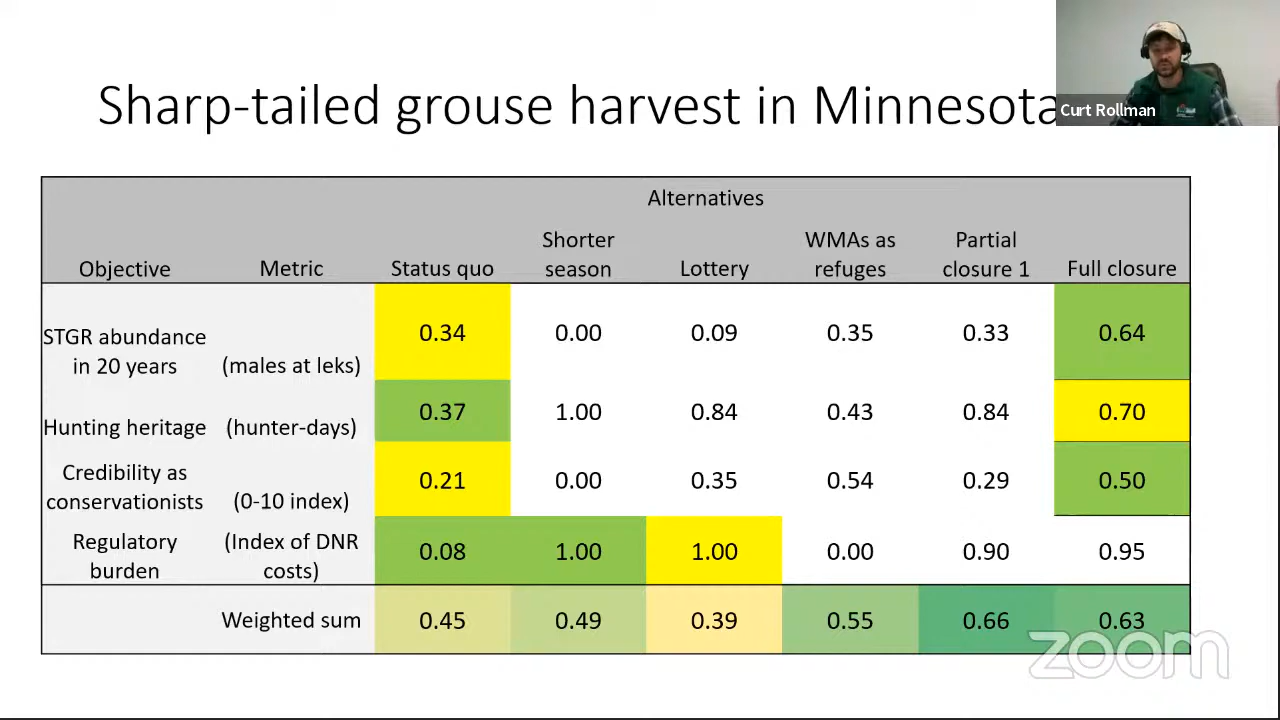 Sharp-tailed grouse harvest in Minnesota
Curt Rollman
Alternatives
Objective Metric Status quo Shorter season Lottery WMAs as refuges Partial closure 1 Full closure
STGR abundance in 20 years (males at leks) 0.34 0.00 0.09 0.35 0.33 0.64
Hunting heritage (hunter-days) 0.37 1.00 0.84 0.43 0.84 0.70
Credibility as conservationists (0-10 index) 0.21 0.00 0.35 0.54 0.29 0.50
Regulatory burden (Index of DNR costs) 0.08 1.00 1.00 0.00 0.90 0.95
Weighted sum 0.45 0.49 0.39 0.55 0.66 0.63
zoom